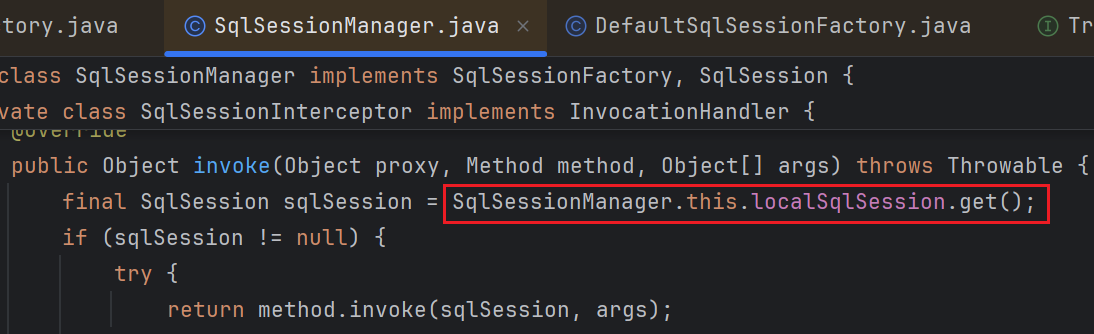 tory.java SqlSessionManager.java × DefaultSqlSessionFactory.java Tr
class SqlSessionManager implements SqlSessionFactory, SqlSession {
vate class SqlSessionInterceptor implements InvocationHandler {
@Override
public Object invoke(Object proxy, Method method, Object[] args) throws Throwable {
final SqlSession sqlSession = SqlSessionManager.this.localSqlSession.get();
if (sqlSession != null) {
try {
return method.invoke(sqlSession, args);